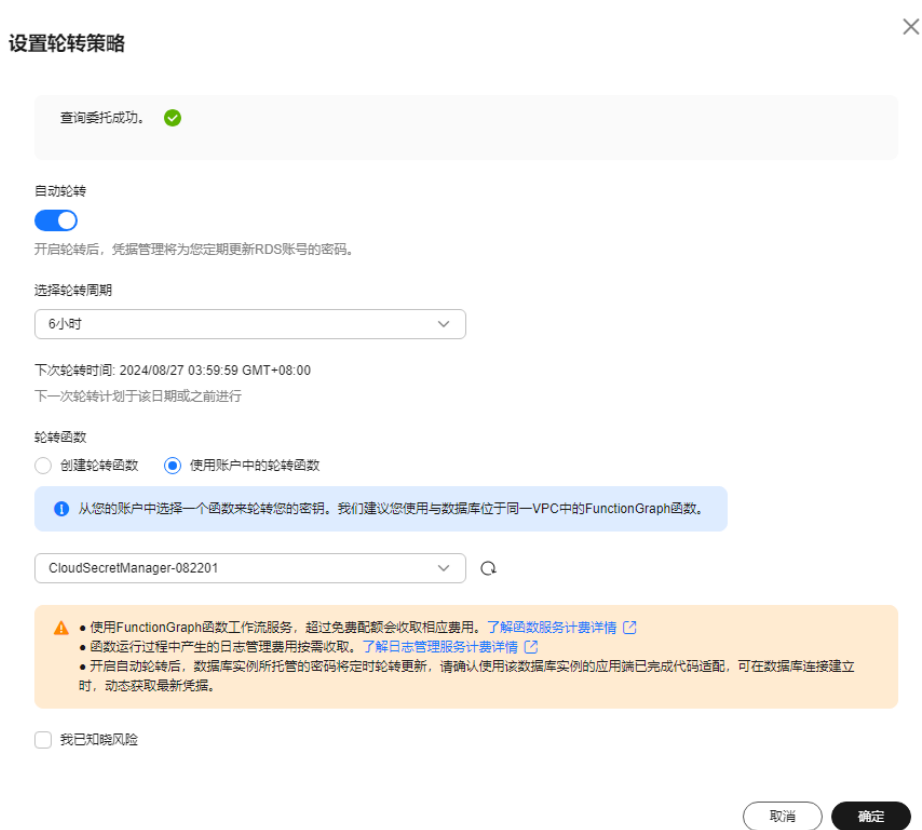 设置轮转策略
查询委托成功。
自动轮转
开启轮转后，凭据管理将为您定期更新RDS账号的密码。
选择轮转周期
6小时
下次轮转时间: 2024/08/27 03:59:59 GMT+08:00
下一次轮转计划于该日期或之前进行
轮转函数
创建轮转函数 使用账户中的轮转函数
从您的账户中选择一个函数来轮转您的密钥。我们建议您使用与数据库位于同一VPC中的FunctionGraph函数。
CloudSecretManager-082201
● 使用FunctionGraph函数工作流服务，超过免费配额会收取相应费用。了解函数服务计费详情
● 函数运行过程中产生的日志管理费用按需收取。了解日志管理服务计费详情
● 开启自动轮转后，数据库实例所托管的密码将定时轮转更新，请确认使用该数据库实例的应用端已完成代码适配，可在数据库连接建立
时，动态获取最新凭据。
我已知晓风险
取消 确定